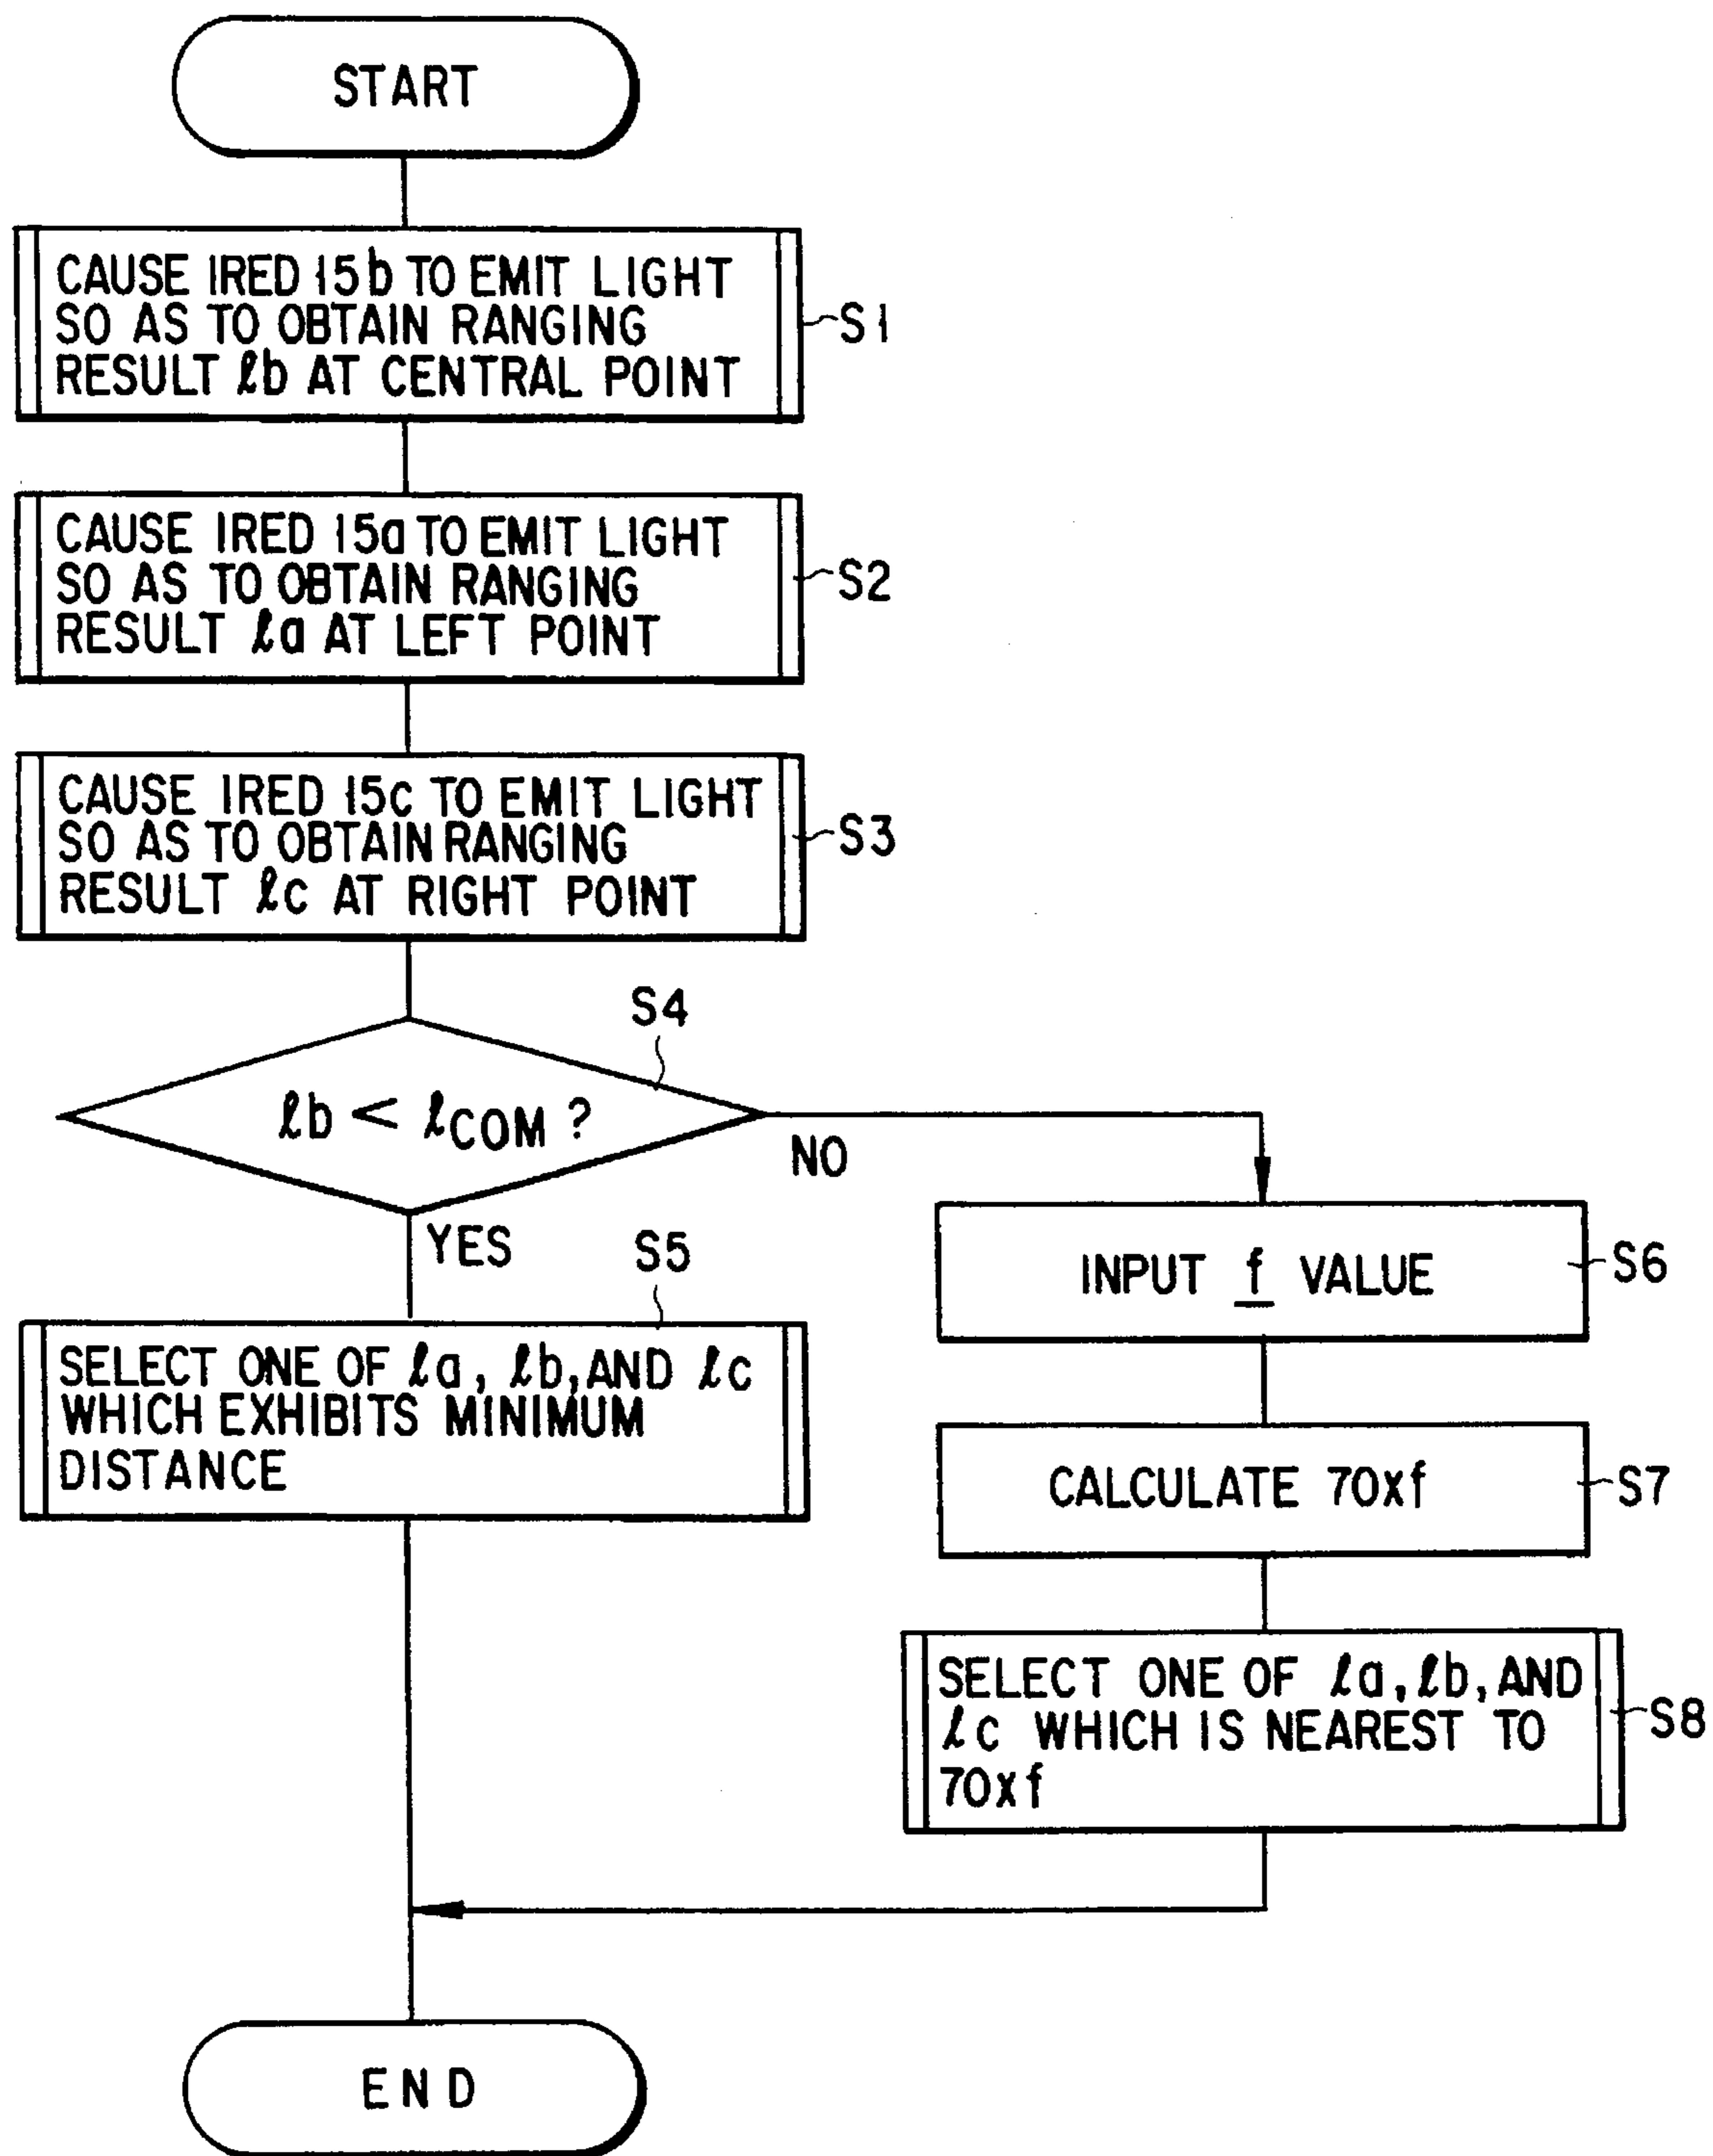 START
CAUSE IRED 15b TO EMIT LIGHT
SO AS TO OBTAIN RANGING
RESULT ℓb AT CENTRAL POINT
S1
CAUSE IRED 15a TO EMIT LIGHT
SO AS TO OBTAIN RANGING
RESULT ℓa AT LEFT POINT
S2
CAUSE IRED 15c TO EMIT LIGHT
SO AS TO OBTAIN RANGING
RESULT ℓc AT RIGHT POINT
S3
S4
ℓb < ℓCOM ?
NO
YES
S5
SELECT ONE OF ℓa, ℓb, AND ℓc
WHICH EXHIBITS MINIMUM
DISTANCE
INPUT f VALUE
S6
CALCULATE 70xf
S7
SELECT ONE OF ℓa, ℓb, AND
ℓc WHICH IS NEAREST TO
70xf
S8
END